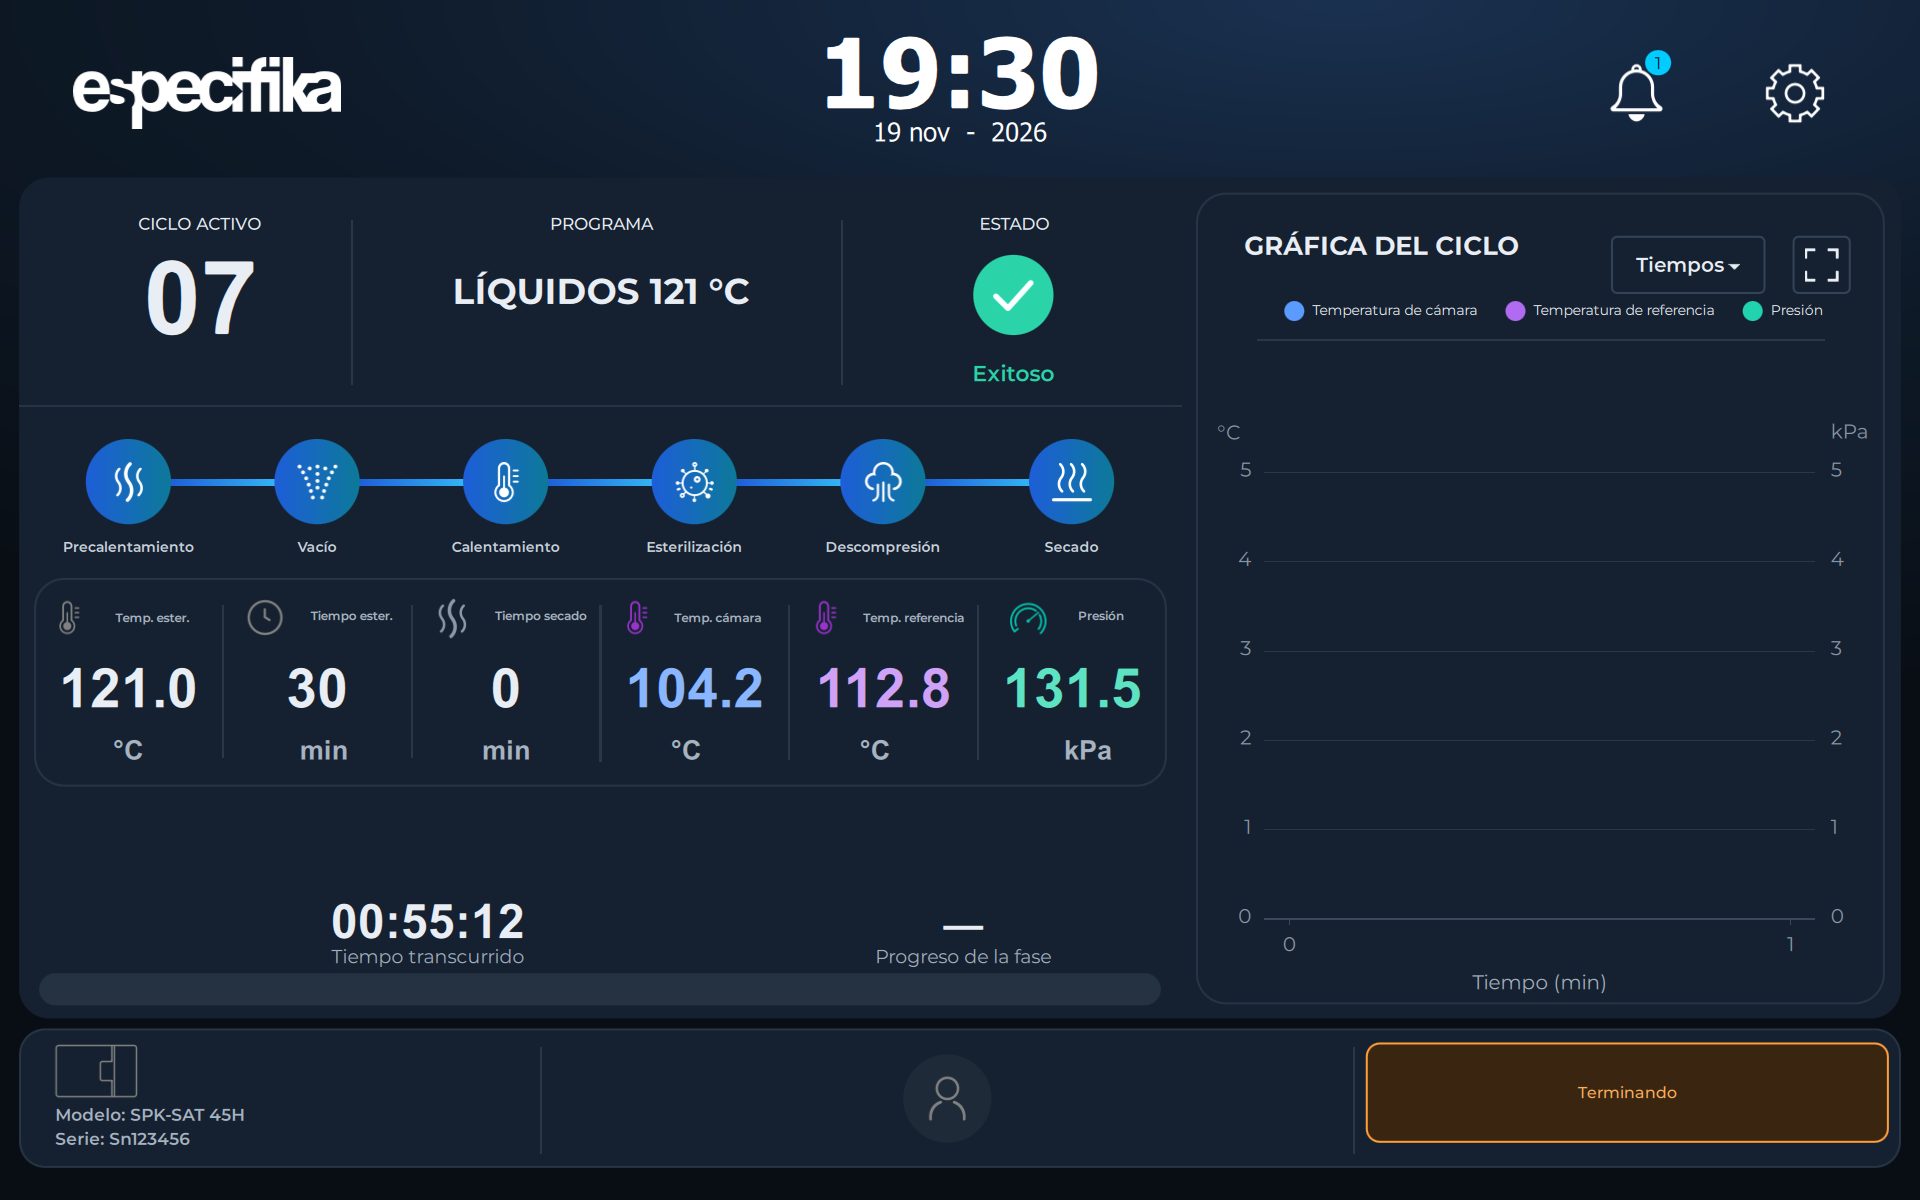 especifika
19:30
19 nov - 2026
1
CICLO ACTIVO
07
PROGRAMA
LÍQUIDOS 121 °C
ESTADO
Exitoso
Precalentamiento
Vacío
Calentamiento
Esterilización
Descompresión
Secado
Temp. ester.
121.0
°C
Tiempo ester.
30
min
Tiempo secado
0
min
Temp. cámara
104.2
°C
Temp. referencia
112.8
°C
Presión
131.5
kPa
00:55:12
Tiempo transcurrido
—
Progreso de la fase
GRÁFICA DEL CICLO
Tiempos
Temperatura de cámara
Temperatura de referencia
Presión
°C
kPa
5
5
4
4
3
3
2
2
1
1
0
0
0
1
Tiempo (min)
Modelo: SPK-SAT 45H
Serie: Sn123456
Terminando